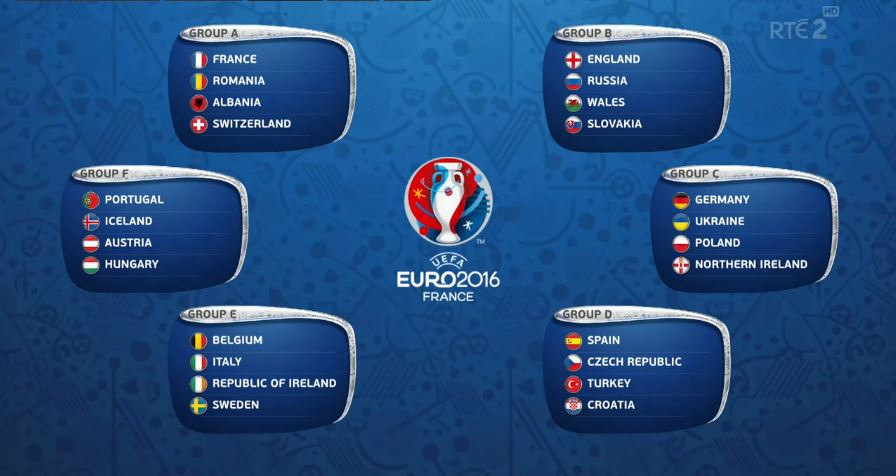 RTÉ2
HD
GROUP A
FRANCE
ROMANIA
ALBANIA
SWITZERLAND
GROUP B
ENGLAND
RUSSIA
WALES
SLOVAKIA
GROUP F
PORTUGAL
ICELAND
AUSTRIA
HUNGARY
GROUP C
GERMANY
UKRAINE
POLAND
NORTHERN IRELAND
TM
UEFA
EURO2016
FRANCE
GROUP E
BELGIUM
ITALY
REPUBLIC OF IRELAND
SWEDEN
GROUP D
SPAIN
CZECH REPUBLIC
TURKEY
CROATIA